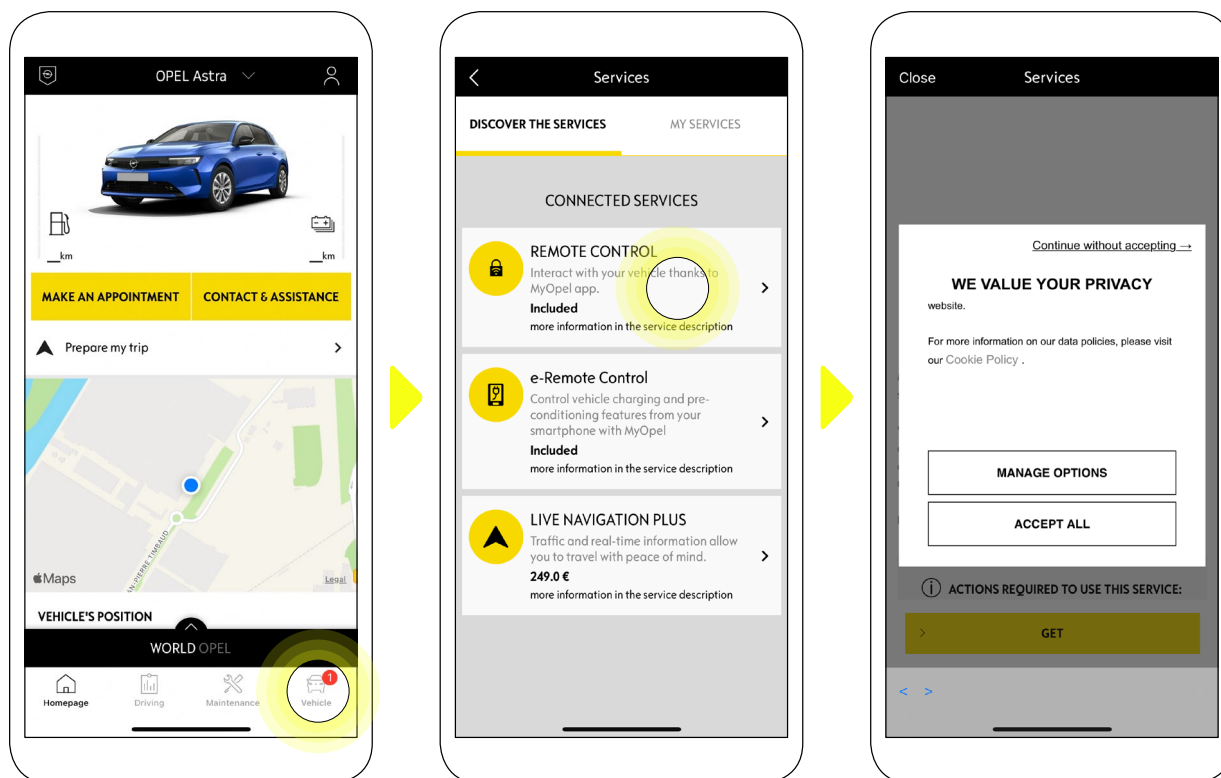 OPEL Astra
__km
__km
MAKE AN APPOINTMENT
CONTACT & ASSISTANCE
Prepare my trip
AN-PIERRE TIMBAUD
Maps
Legal
VEHICLE'S POSITION
WORLD OPEL
1
Homepage
Driving
Maintenance
Vehicle
Services
DISCOVER THE SERVICES
MY SERVICES
CONNECTED SERVICES
REMOTE CONTROL
Interact with your vehicle thanks to
MyOpel app.
Included
more information in the service description
e-Remote Control
Control vehicle charging and pre-
conditioning features from your
smartphone with MyOpel
Included
more information in the service description
LIVE NAVIGATION PLUS
Traffic and real-time information allow
you to travel with peace of mind.
249.0 €
more information in the service description
Close
Services
Continue without accepting →
WE VALUE YOUR PRIVACY
website.
For more information on our data policies, please visit
our Cookie Policy .
MANAGE OPTIONS
ACCEPT ALL
ACTIONS REQUIRED TO USE THIS SERVICE:
> GET
< >